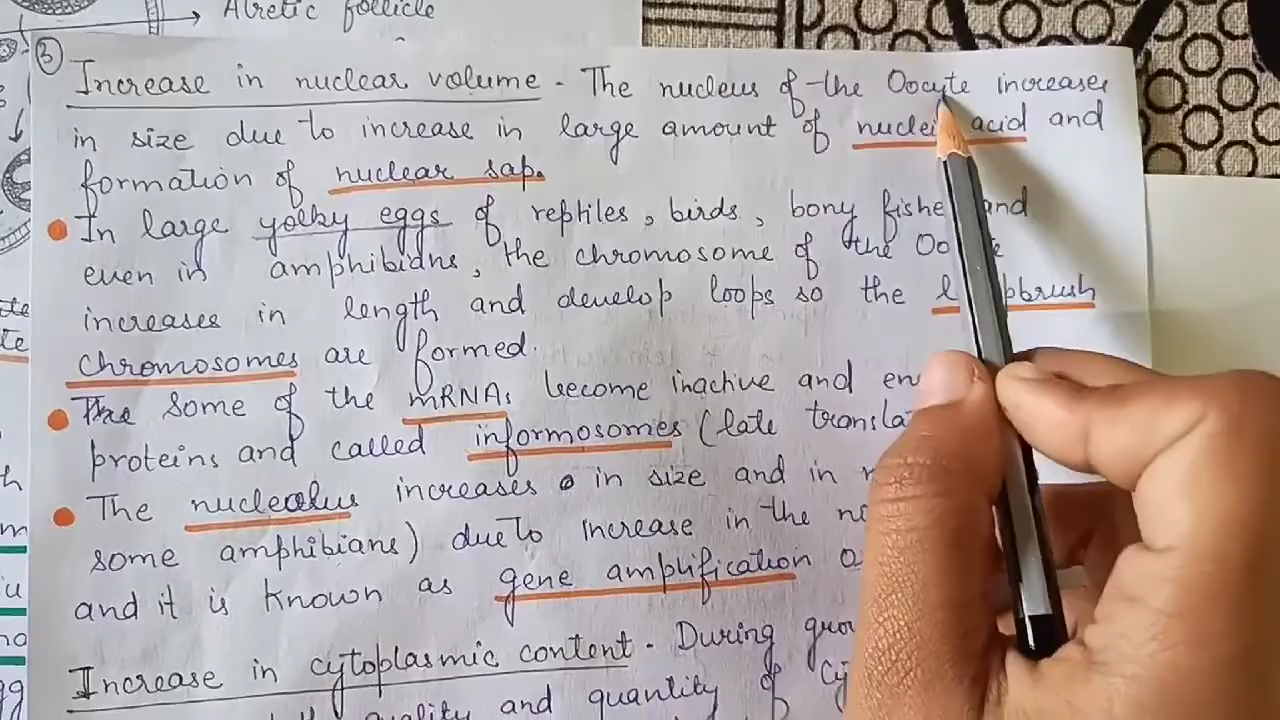 Atretic follicle
3
Increase in nuclear volume - The nucleus of the Oocyte increases
in size due to increase in large amount of nuclei acid and
formation of nuclear sap.
In large yolky eggs of reptiles, birds, bony fishe and
even in amphibians, the chromosome of the
increases in length and develop loops so the
chromosomes are formed.
The some of the mRNAs become inactive and
proteins and called informosomes (late
The nucleolus increases in size and in
some amphibians) due to increase in the
and it is known as gene amplification
Increase in cytoplasmic content - During
quality and quantity of